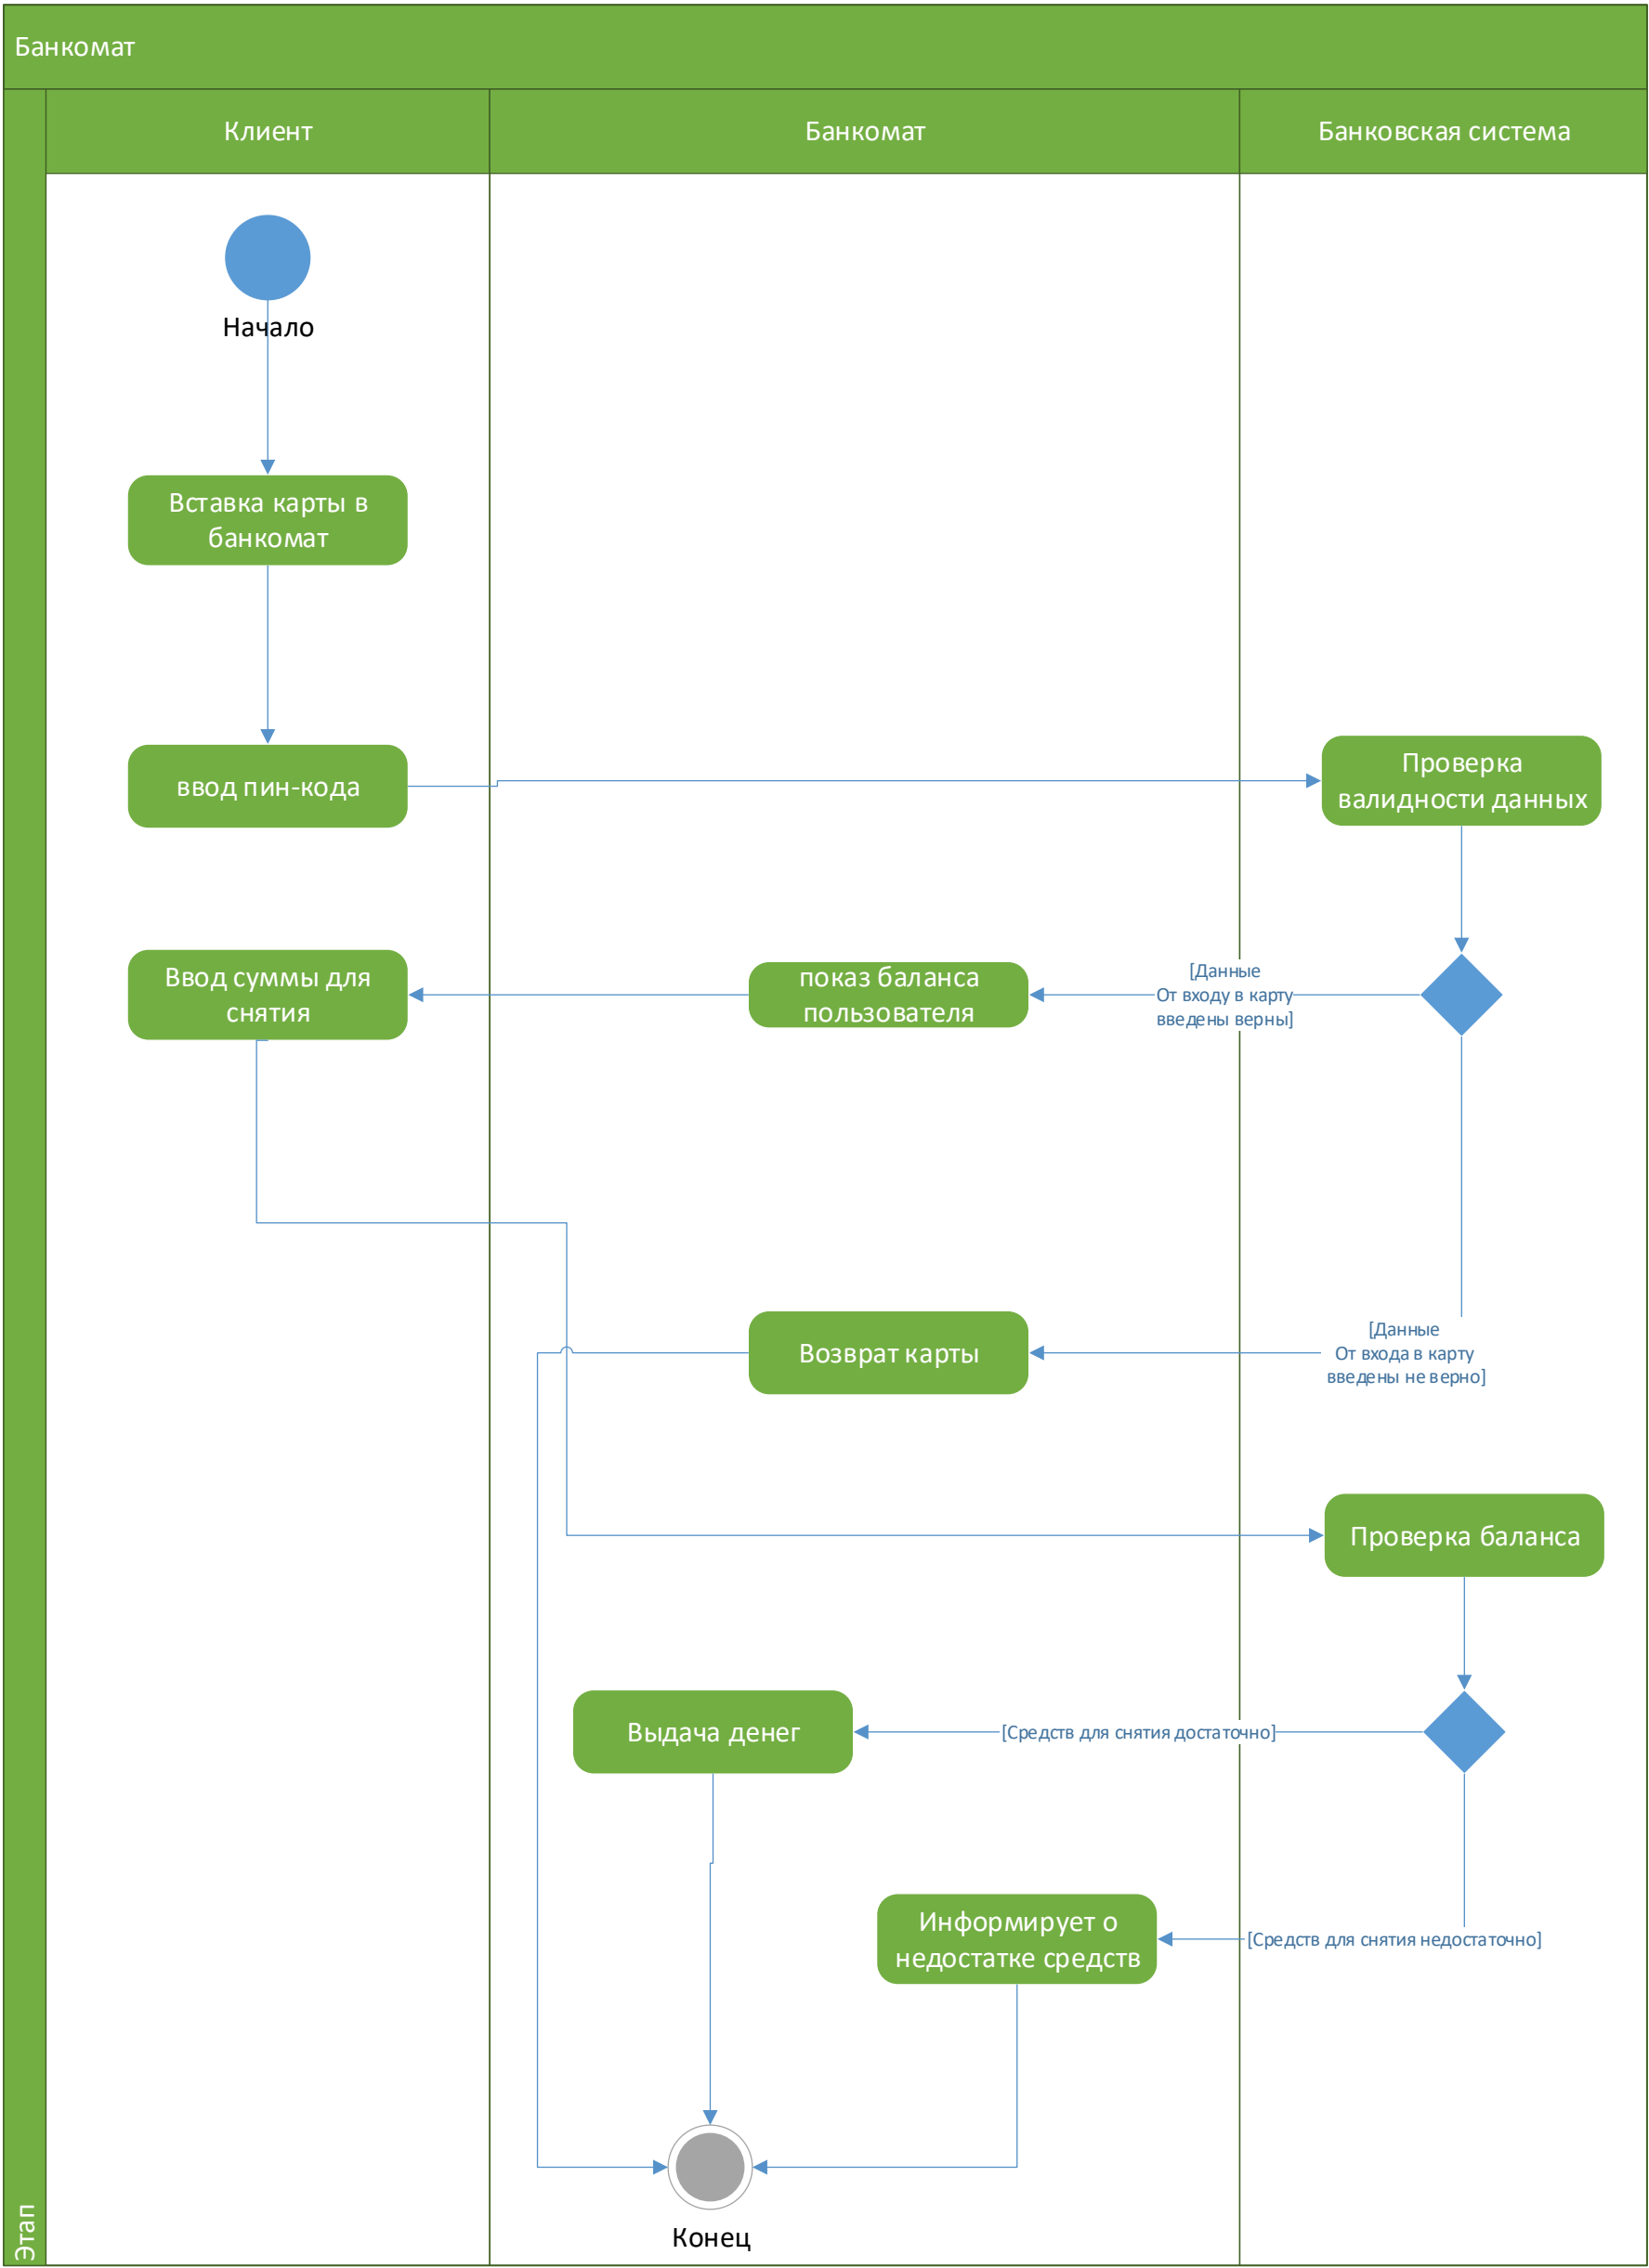 Банкомат
Клиент
Банкомат
Банковская система
Начало
Вставка карты в
банкомат
ввод пин-кода
Проверка
валидности данных
Ввод суммы для
снятия
показ баланса
пользователя
[Данные
От входу в карту
введены верны]
Возврат карты
[Данные
От входа в карту
введены не верно]
Проверка баланса
Выдача денег
[Средств для снятия достаточно]
Информирует о
недостатке средств
[Средств для снятия недостаточно]
Конец
Этап